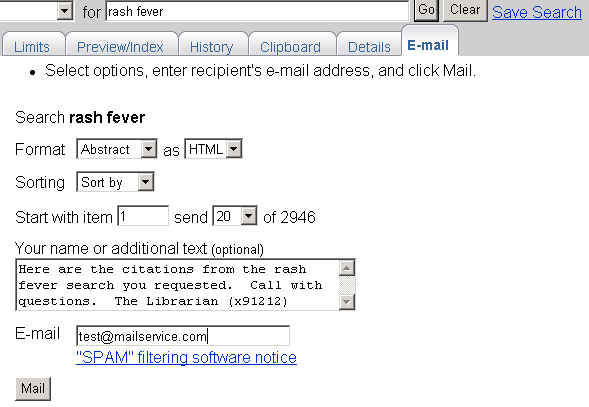 for rash fever Go Clear Save Search
Limits Preview/Index History Clipboard Details E-mail
• Select options, enter recipient's e-mail address, and click Mail.
Search rash fever
Format Abstract as HTML
Sorting Sort by
Start with item 1 send 20 of 2946
Your name or additional text (optional)
Here are the citations from the rash
fever search you requested. Call with
questions. The Librarian (x91212)
E-mail test@mailservice.com
"SPAM" filtering software notice
Mail